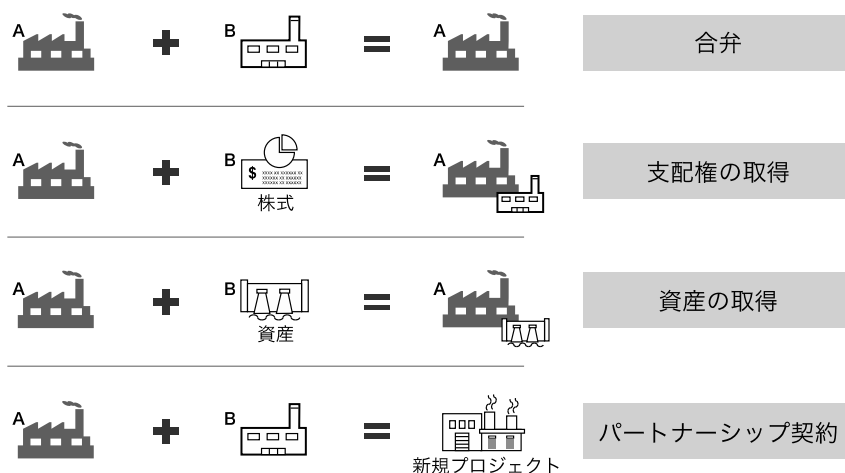 A B A 合弁
A B A 支配権の取得
$
株式
A B A 資産の取得
資産
A B パートナーシップ契約
新規プロジェクト